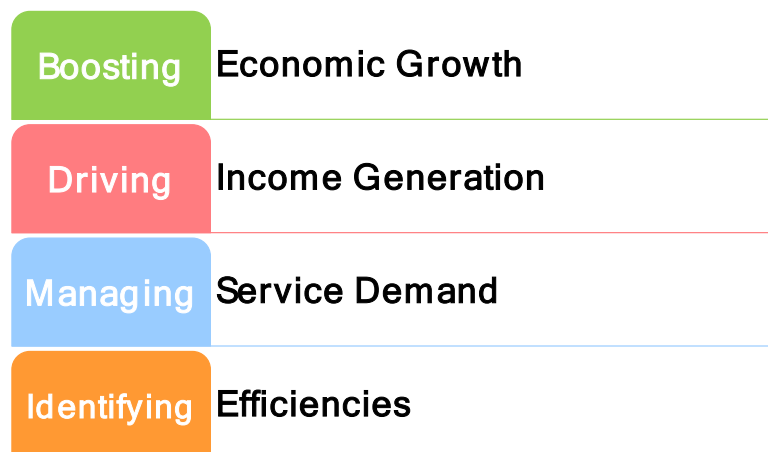 Boosting Economic Growth
Driving Income Generation
Managing Service Demand
Identifying Efficiencies